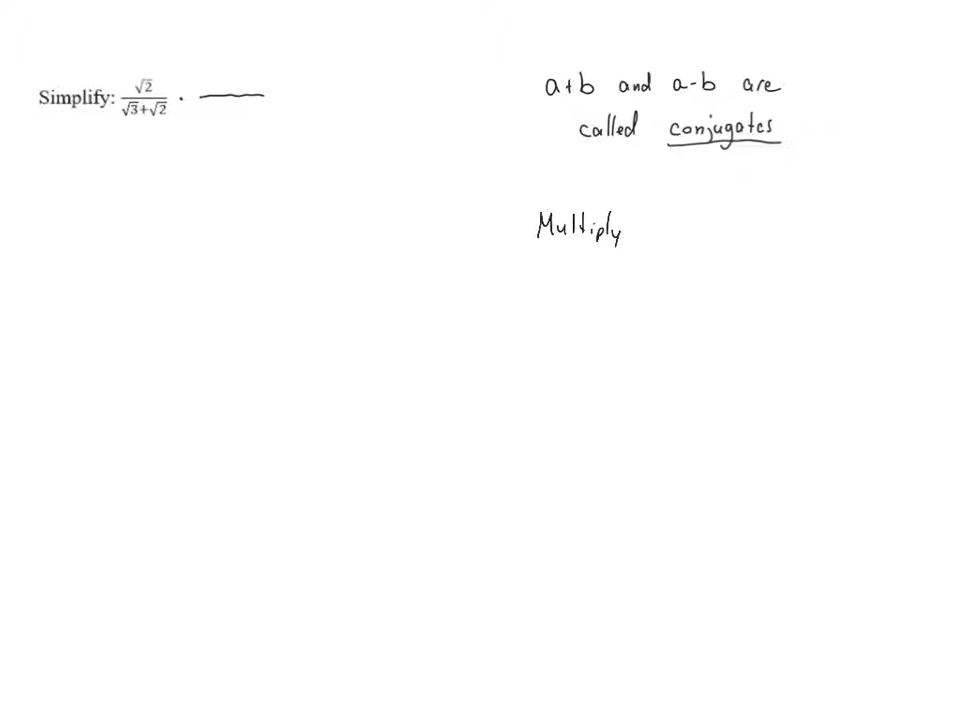 Simplify: √2/(√3+√2) ·
a+b and a-b are
called conjugates
Multiply